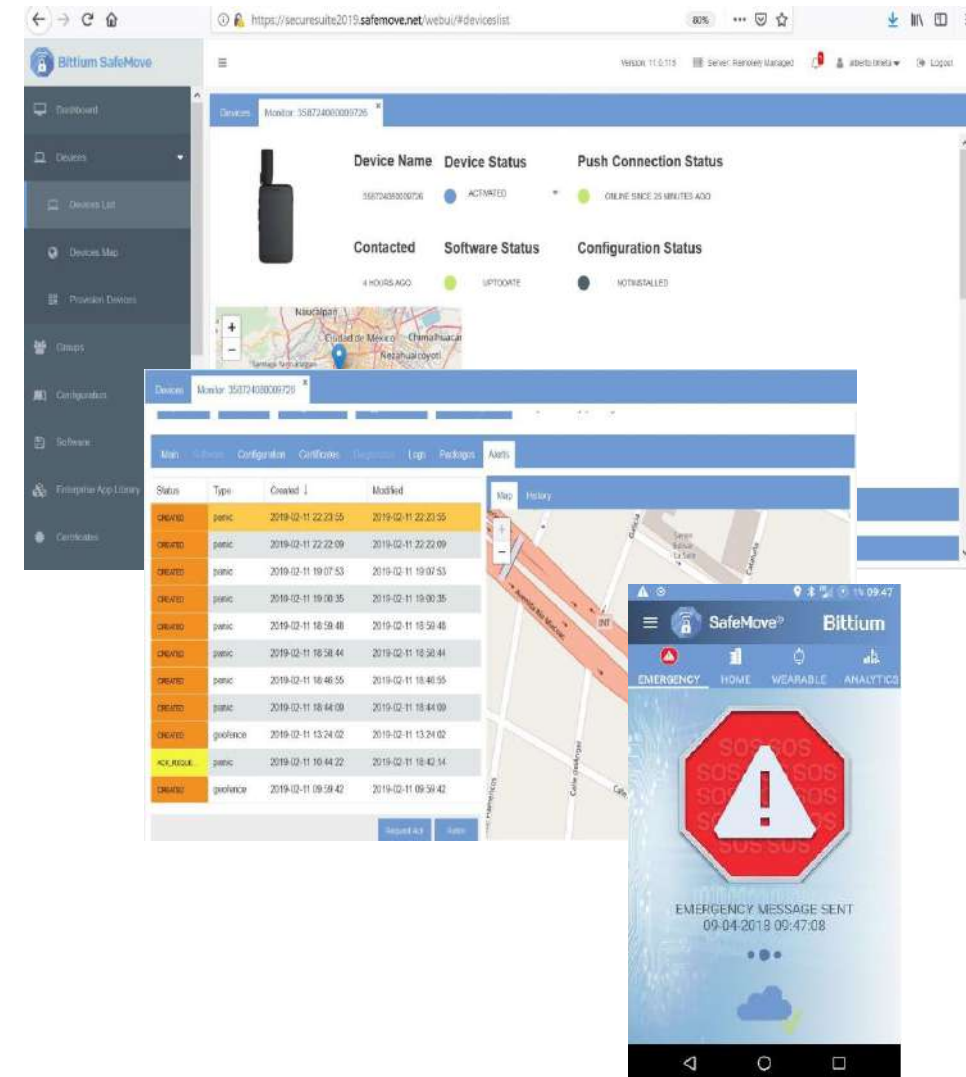 https://securesuite2019.safemove.net/webui/#deviceslist
80%
Bittium SafeMove
Version: 11.0.115
Server: Remotely Managed
Logout
Dashboard
Devices
Monitor: 358724080009726
Devices
Devices List
Devices Map
Provision Devices
Groups
Configuration
Software
Enterprise App Library
Certificates
Device Name
Device Status
Push Connection Status
358724080009726
ACTIVATED
ONLINE SINCE 25 MINUTES AGO
Contacted
Software Status
Configuration Status
4 HOURS AGO
UPTODATE
NOTINSTALLED
+
−
Naucalpan
Ciudad de México
Nezahualcoyotl
Devices
Monitor: 358724080009726
Main
Software
Configuration
Certificates
Diagnostics
Logs
Packages
Alerts
Status Type Created ↓ Modified
CREATED panic 2019-02-11 22:23:55 2019-02-11 22:23:55
CREATED panic 2019-02-11 22:22:09 2019-02-11 22:22:09
CREATED panic 2019-02-11 19:07:53 2019-02-11 19:07:53
CREATED panic 2019-02-11 19:00:35 2019-02-11 19:00:35
CREATED panic 2019-02-11 18:59:48 2019-02-11 18:59:48
CREATED panic 2019-02-11 18:58:44 2019-02-11 18:58:44
CREATED panic 2019-02-11 18:46:55 2019-02-11 18:46:55
CREATED panic 2019-02-11 18:44:09 2019-02-11 18:44:09
CREATED geofence 2019-02-11 13:24:02 2019-02-11 13:24:02
ACK_REQUE... panic 2019-02-11 10:44:22 2019-02-11 18:42:14
CREATED geofence 2019-02-11 09:59:42 2019-02-11 09:59:42
Request Ack
Map
History
+
−
Galicia
Cataluña
INT
09:47
SafeMove®
Bittium
EMERGENCY
HOME
WEARABLE
ANALYTICS
SOS SOS
SOS SOS
SOS SOS
SOS SOS
EMERGENCY MESSAGE SENT
09-04-2018 09:47:08